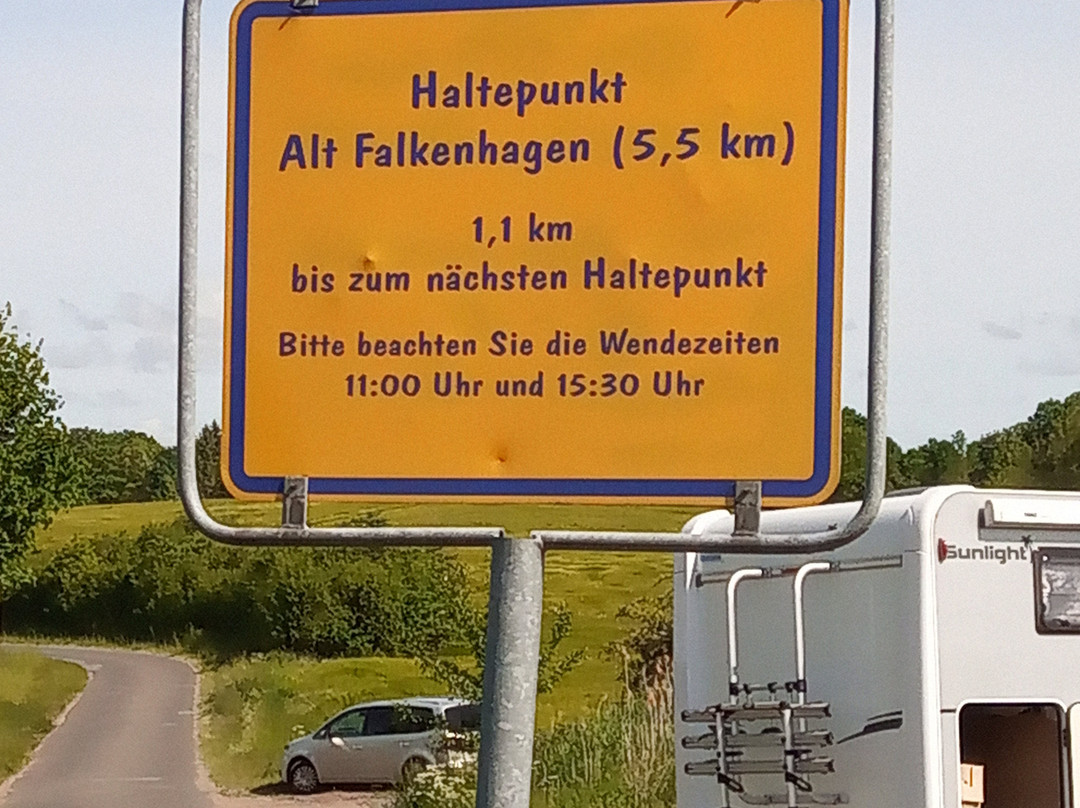 Haltepunkt
Alt Falkenhagen (5,5 km)
1,1 km
bis zum nächsten Haltepunkt
Bitte beachten Sie die Wendezeiten
11:00 Uhr und 15:30 Uhr
Sunlight